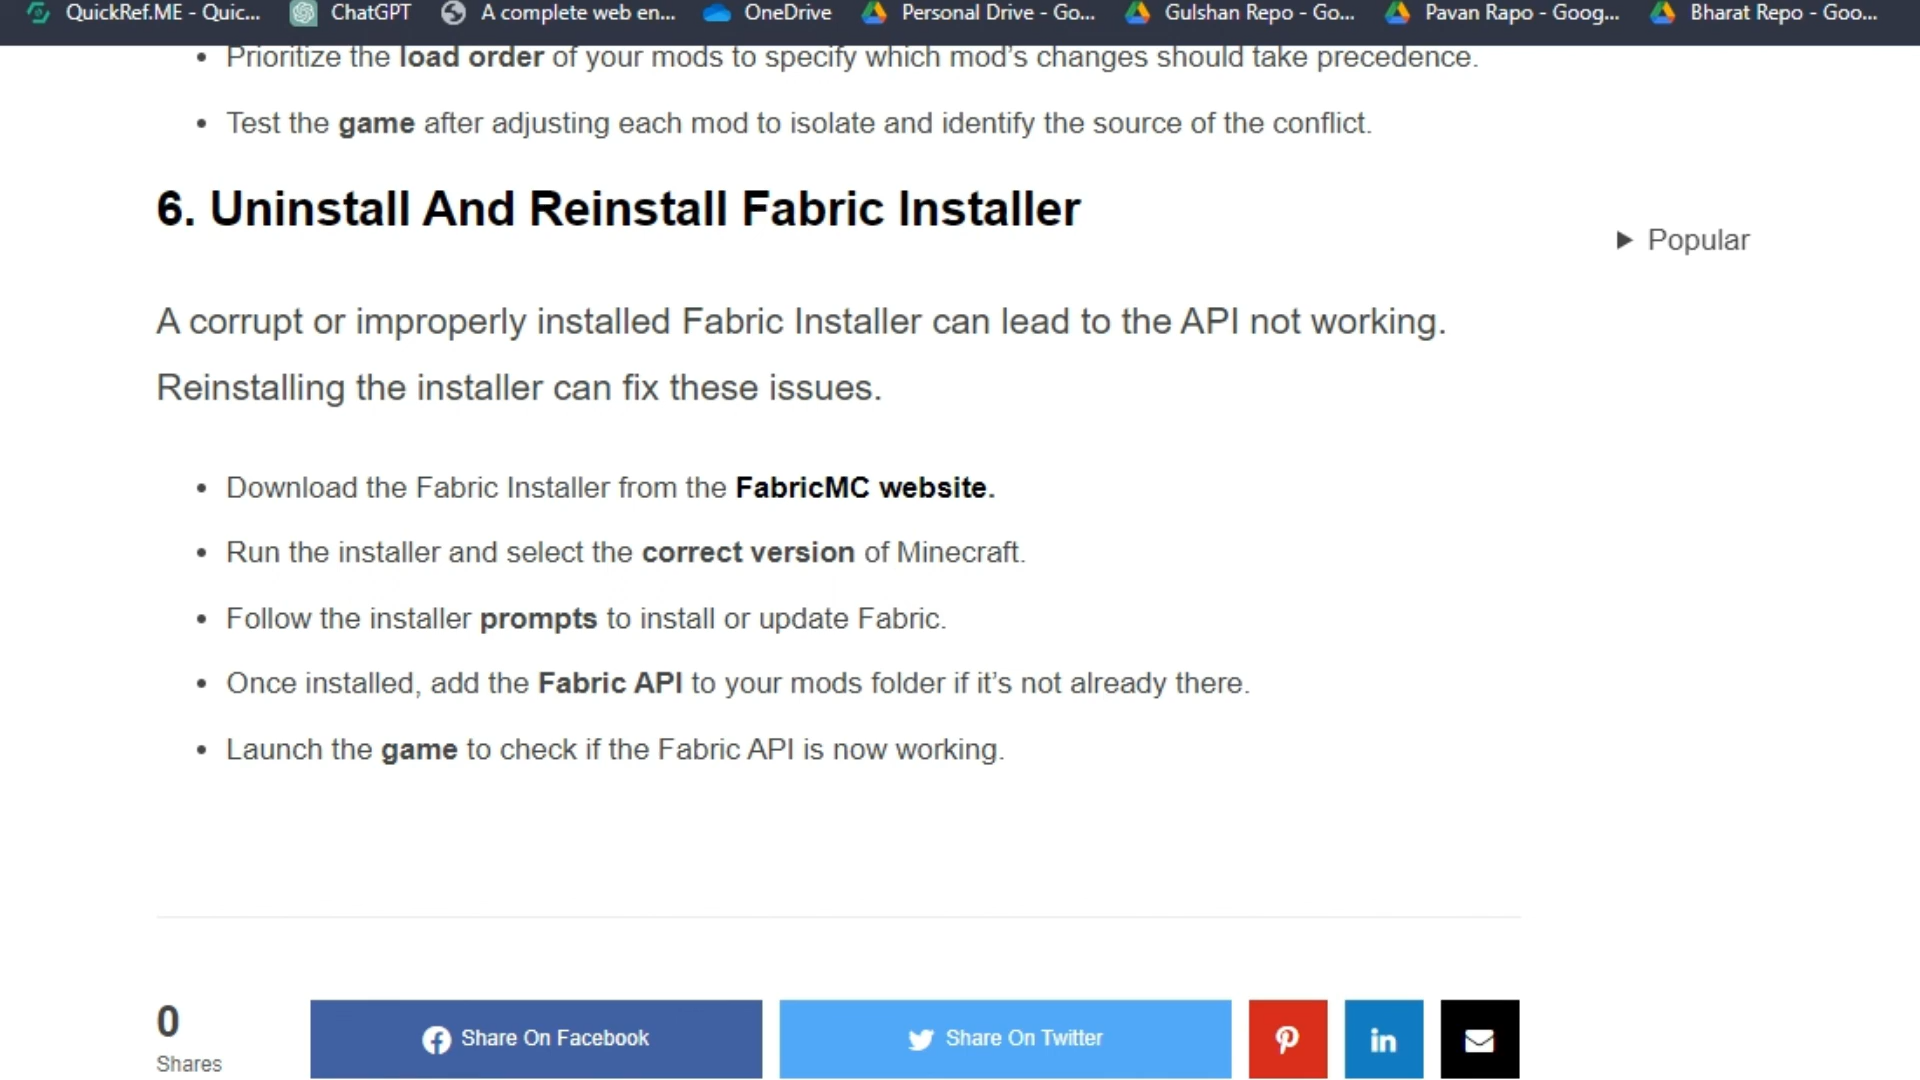 QuickRef.ME - Quic... ChatGPT A complete web en... OneDrive Personal Drive - Go... Gulshan Repo - Go... Pavan Rapo - Goog... Bharat Repo - Goo...
• Prioritize the load order of your mods to specify which mod’s changes should take precedence.
• Test the game after adjusting each mod to isolate and identify the source of the conflict.
6. Uninstall And Reinstall Fabric Installer
▶ Popular
A corrupt or improperly installed Fabric Installer can lead to the API not working.
Reinstalling the installer can fix these issues.
• Download the Fabric Installer from the FabricMC website.
• Run the installer and select the correct version of Minecraft.
• Follow the installer prompts to install or update Fabric.
• Once installed, add the Fabric API to your mods folder if it’s not already there.
• Launch the game to check if the Fabric API is now working.
0
Shares
Share On Facebook Share On Twitter in